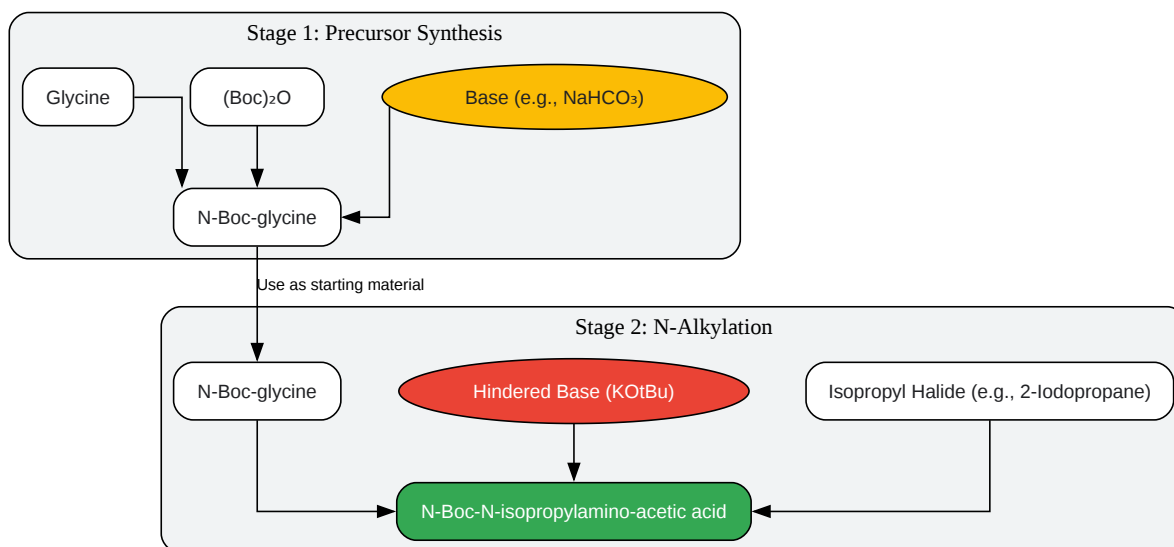 Stage 1: Precursor Synthesis
Glycine
(Boc)₂O
Base (e.g., NaHCO₃)
N-Boc-glycine
Use as starting material
Stage 2: N-Alkylation
N-Boc-glycine
Hindered Base (KOtBu)
Isopropyl Halide (e.g., 2-Iodopropane)
N-Boc-N-isopropylamino-acetic acid